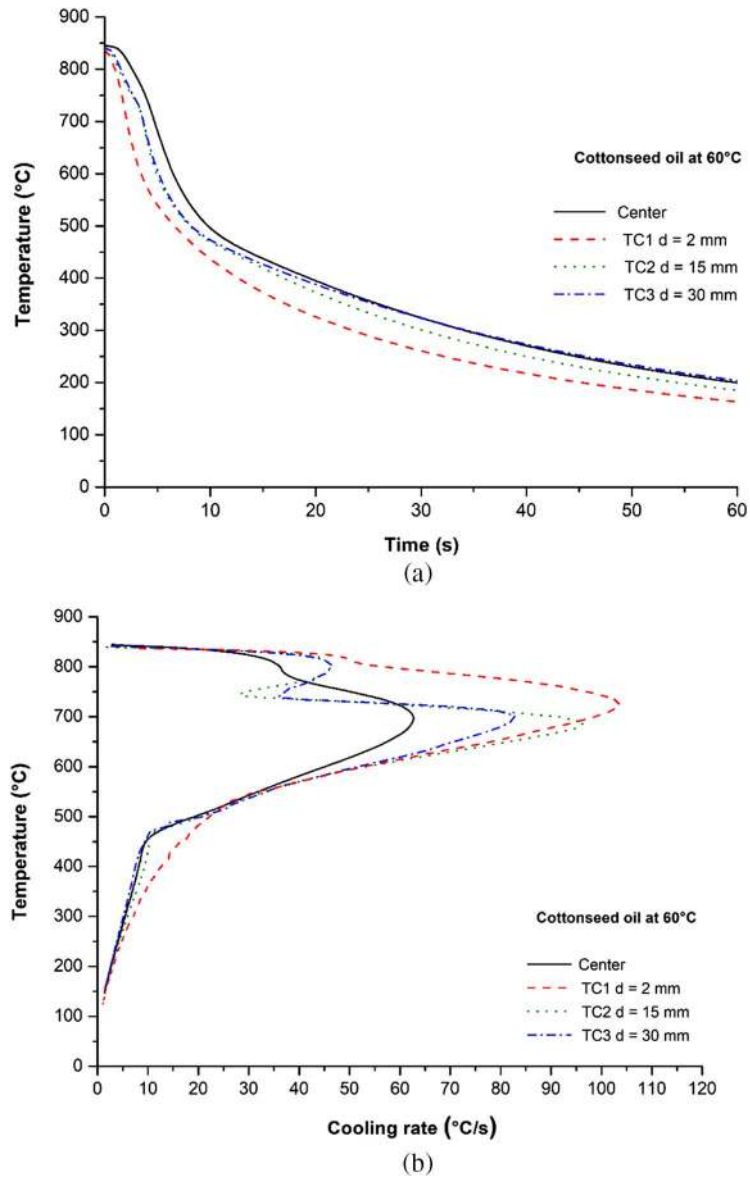 900
800
700
600
500
400
300
200
100
0
Temperature (°C)
Cottonseed oil at 60°C
Center
TC1 d = 2 mm
TC2 d = 15 mm
TC3 d = 30 mm
0 10 20 30 40 50 60
Time (s)
(a)
900
800
700
600
500
400
300
200
100
0
Temperature (°C)
Cottonseed oil at 60°C
Center
TC1 d = 2 mm
TC2 d = 15 mm
TC3 d = 30 mm
0 10 20 30 40 50 60 70 80 90 100 110 120
Cooling rate (°C/s)
(b)